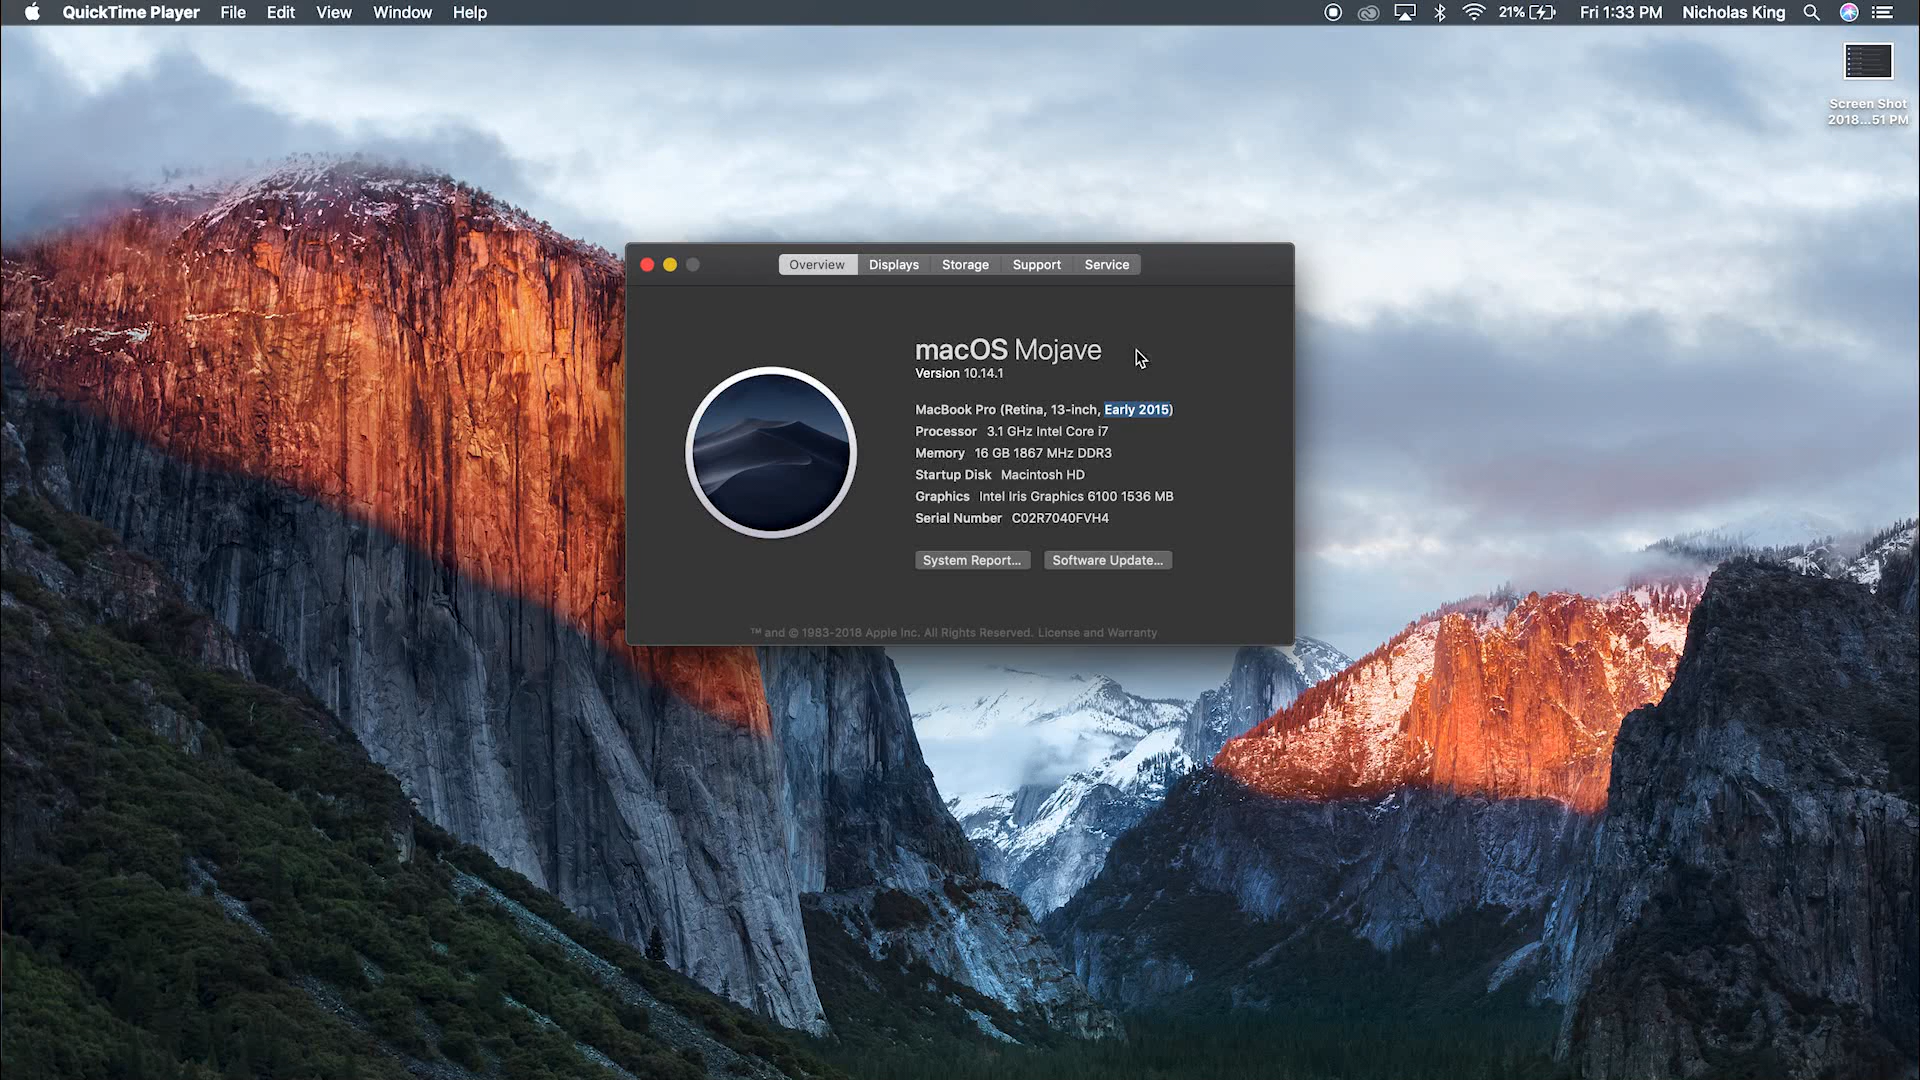 QuickTime Player File Edit View Window Help 21% Fri 1:33 PM Nicholas King
Screen Shot
2018...51 PM
Overview Displays Storage Support Service
macOS Mojave
Version 10.14.1
MacBook Pro (Retina, 13-inch, Early 2015)
Processor 3.1 GHz Intel Core i7
Memory 16 GB 1867 MHz DDR3
Startup Disk Macintosh HD
Graphics Intel Iris Graphics 6100 1536 MB
Serial Number C02R7040FVH4
System Report... Software Update...
™ and © 1983-2018 Apple Inc. All Rights Reserved. License and Warranty